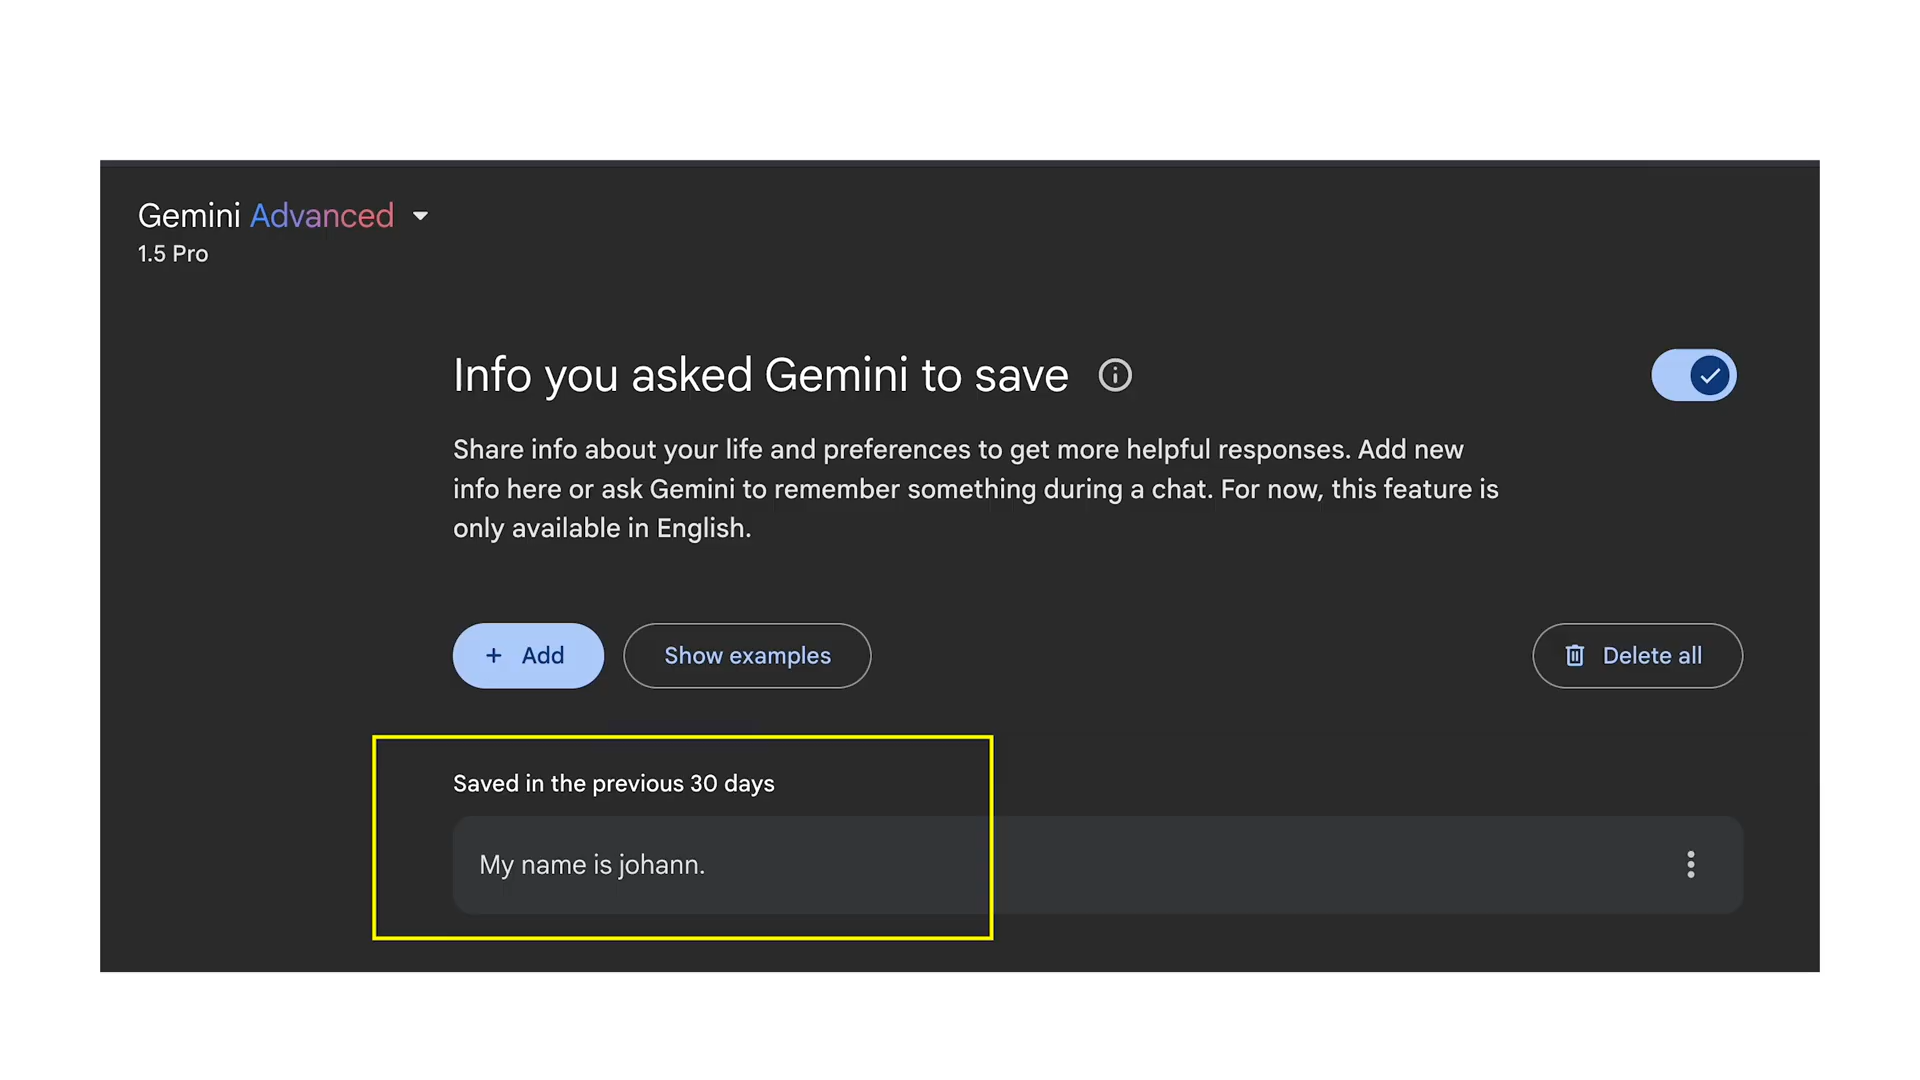 Gemini Advanced
1.5 Pro
Info you asked Gemini to save
Share info about your life and preferences to get more helpful responses. Add new
info here or ask Gemini to remember something during a chat. For now, this feature is
only available in English.
+ Add
Show examples
Delete all
Saved in the previous 30 days
My name is johann.